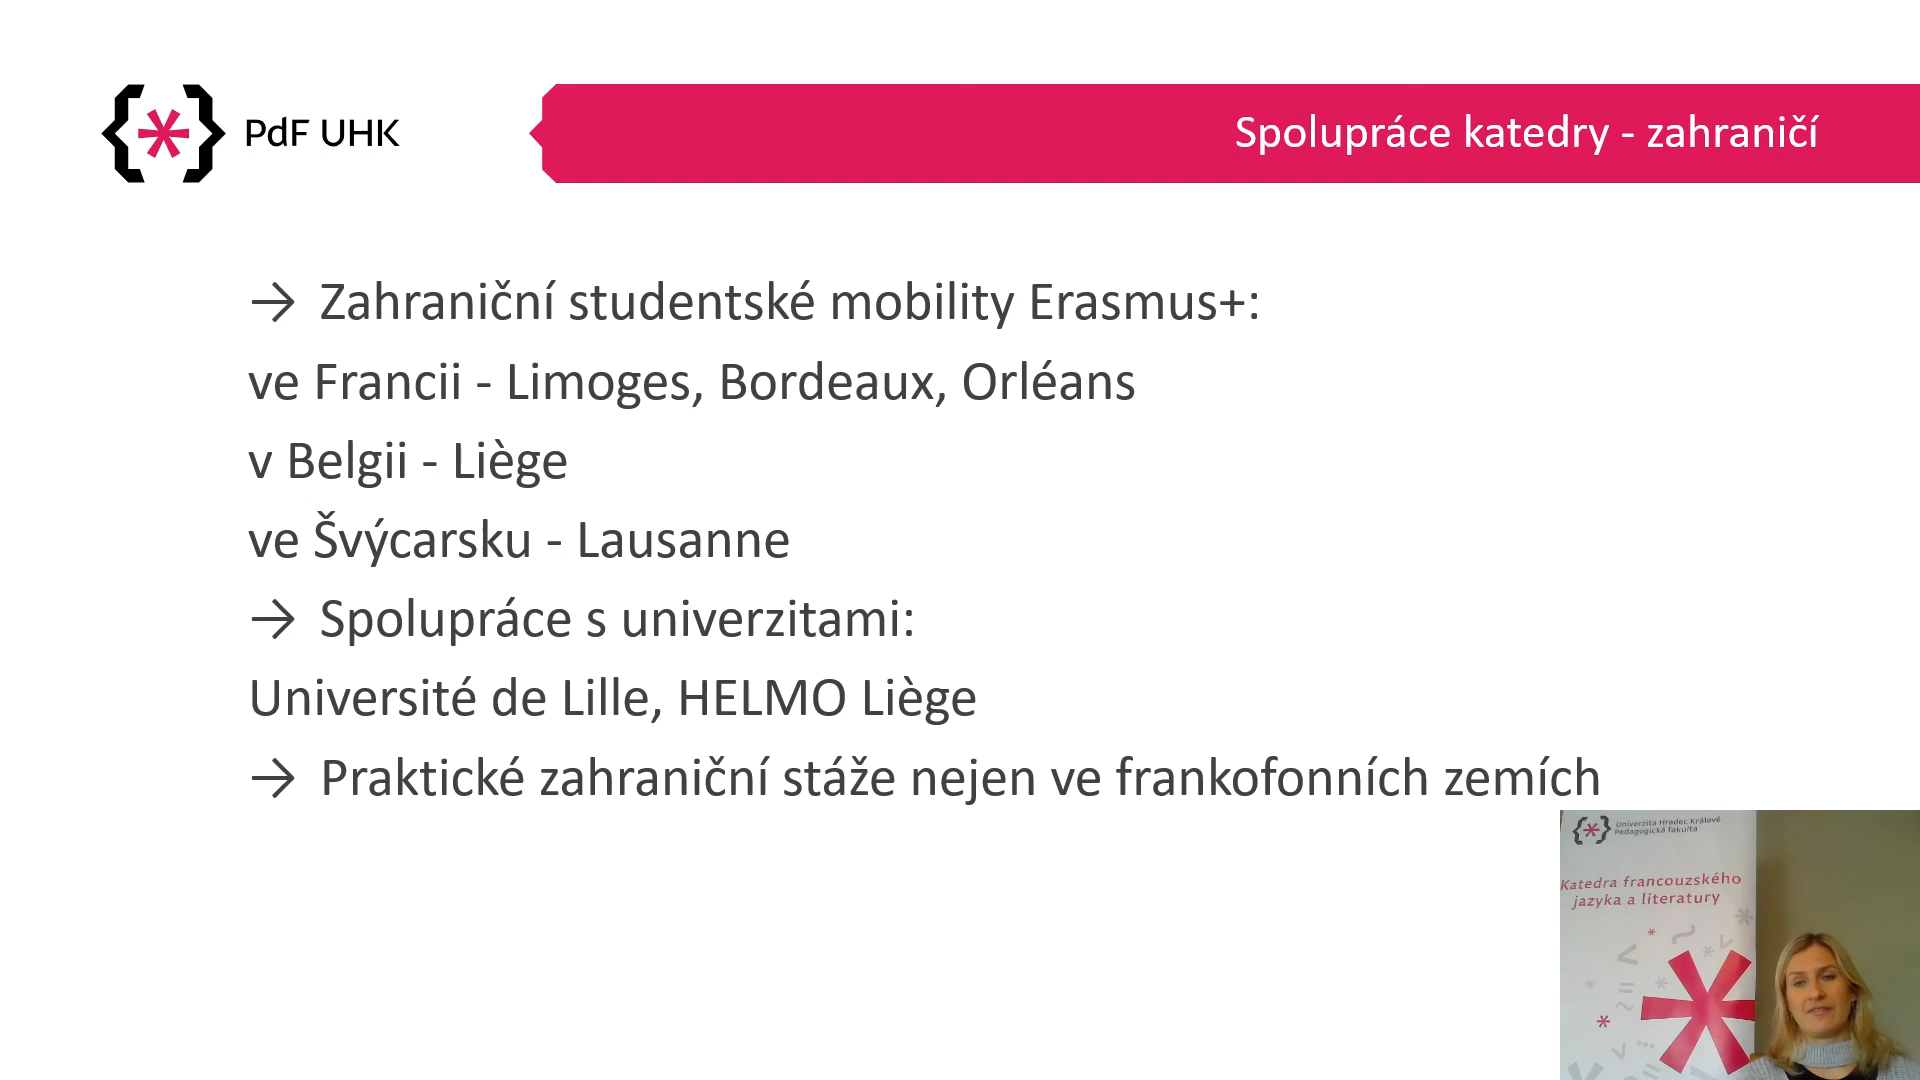 PdF UHK
Spolupráce katedry - zahraničí
→ Zahraniční studentské mobility Erasmus+:
ve Francii - Limoges, Bordeaux, Orléans
v Belgii - Liège
ve Švýcarsku - Lausanne
→ Spolupráce s univerzitami:
Université de Lille, HELMO Liège
→ Praktické zahraniční stáže nejen ve frankofonních zemích
Univerzita Hradec Králové
Pedagogická fakulta
Katedra francouzského
jazyka a literatury